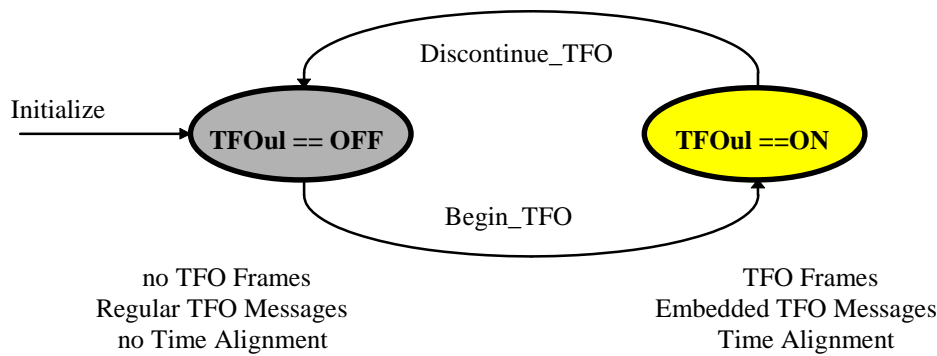 Discontinue_TFO
Initialize
TFOul == OFF
TFOul ==ON
Begin_TFO
no TFO Frames
Regular TFO Messages
no Time Alignment
TFO Frames
Embedded TFO Messages
Time Alignment